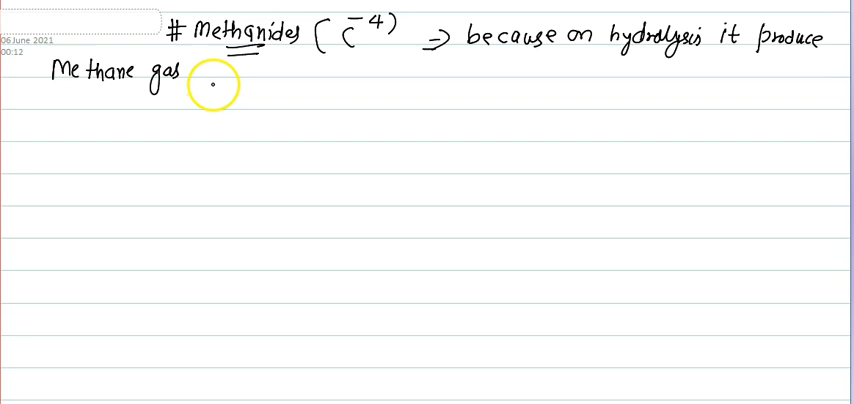 # Methanides ( C⁻⁴ ) ⇒ because on hydrolysis it produce
06 June 2021
00:12
Methane gas